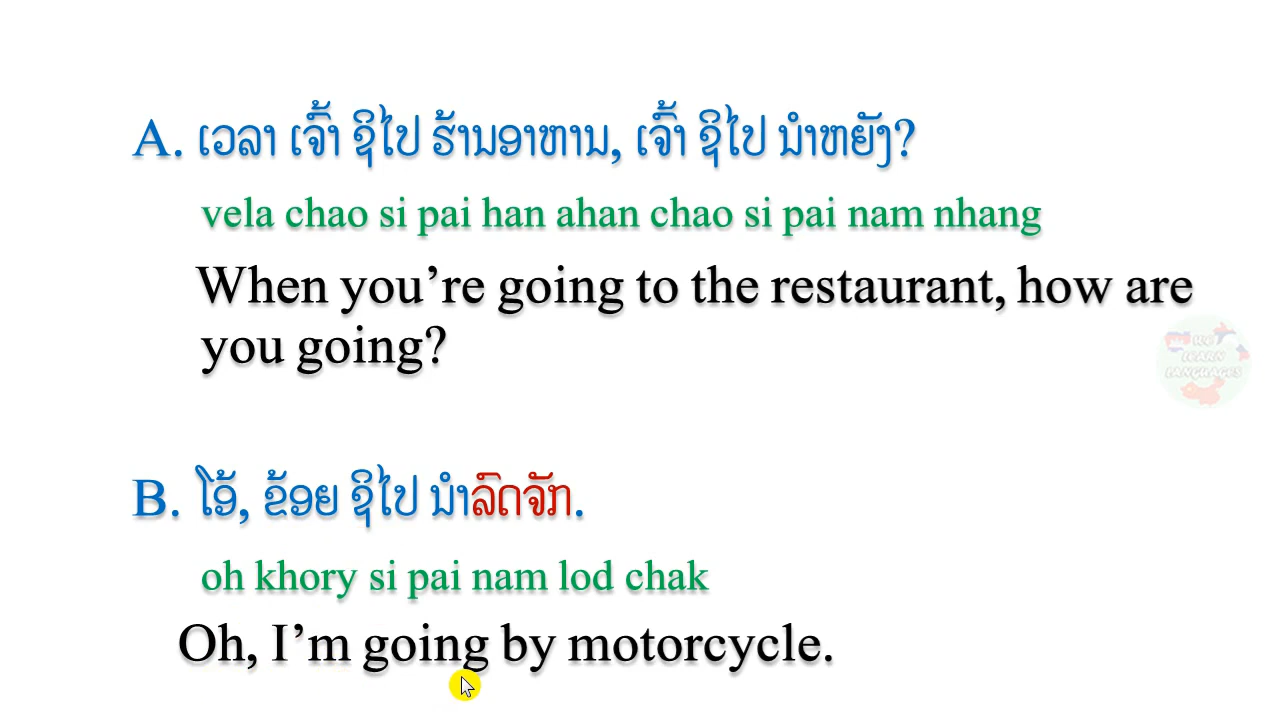 A. ເວລາ ເຈົ້າ ຊິໄປ ຮ້ານອາຫານ, ເຈົ້າ ຊິໄປ ນຳຫຍັງ?
vela chao si pai han ahan chao si pai nam nhang
When you’re going to the restaurant, how are
you going?
WE
LEARN
LANGUAGES
B. ໂອ້, ຂ້ອຍ ຊິໄປ ນຳລົດຈັກ.
oh khory si pai nam lod chak
Oh, I’m going by motorcycle.